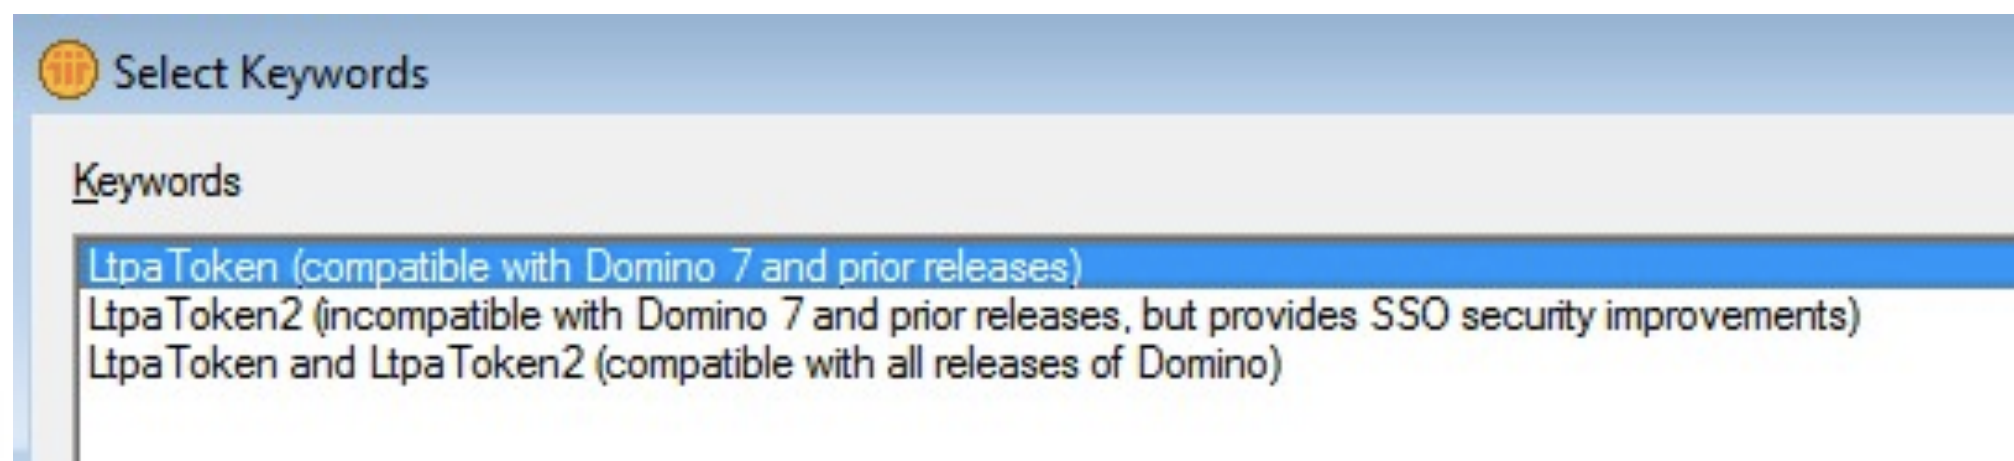 Select Keywords
Keywords
LtpaToken (compatible with Domino 7 and prior releases)
LtpaToken2 (incompatible with Domino 7 and prior releases, but provides SSO security improvements)
LtpaToken and LtpaToken2 (compatible with all releases of Domino)